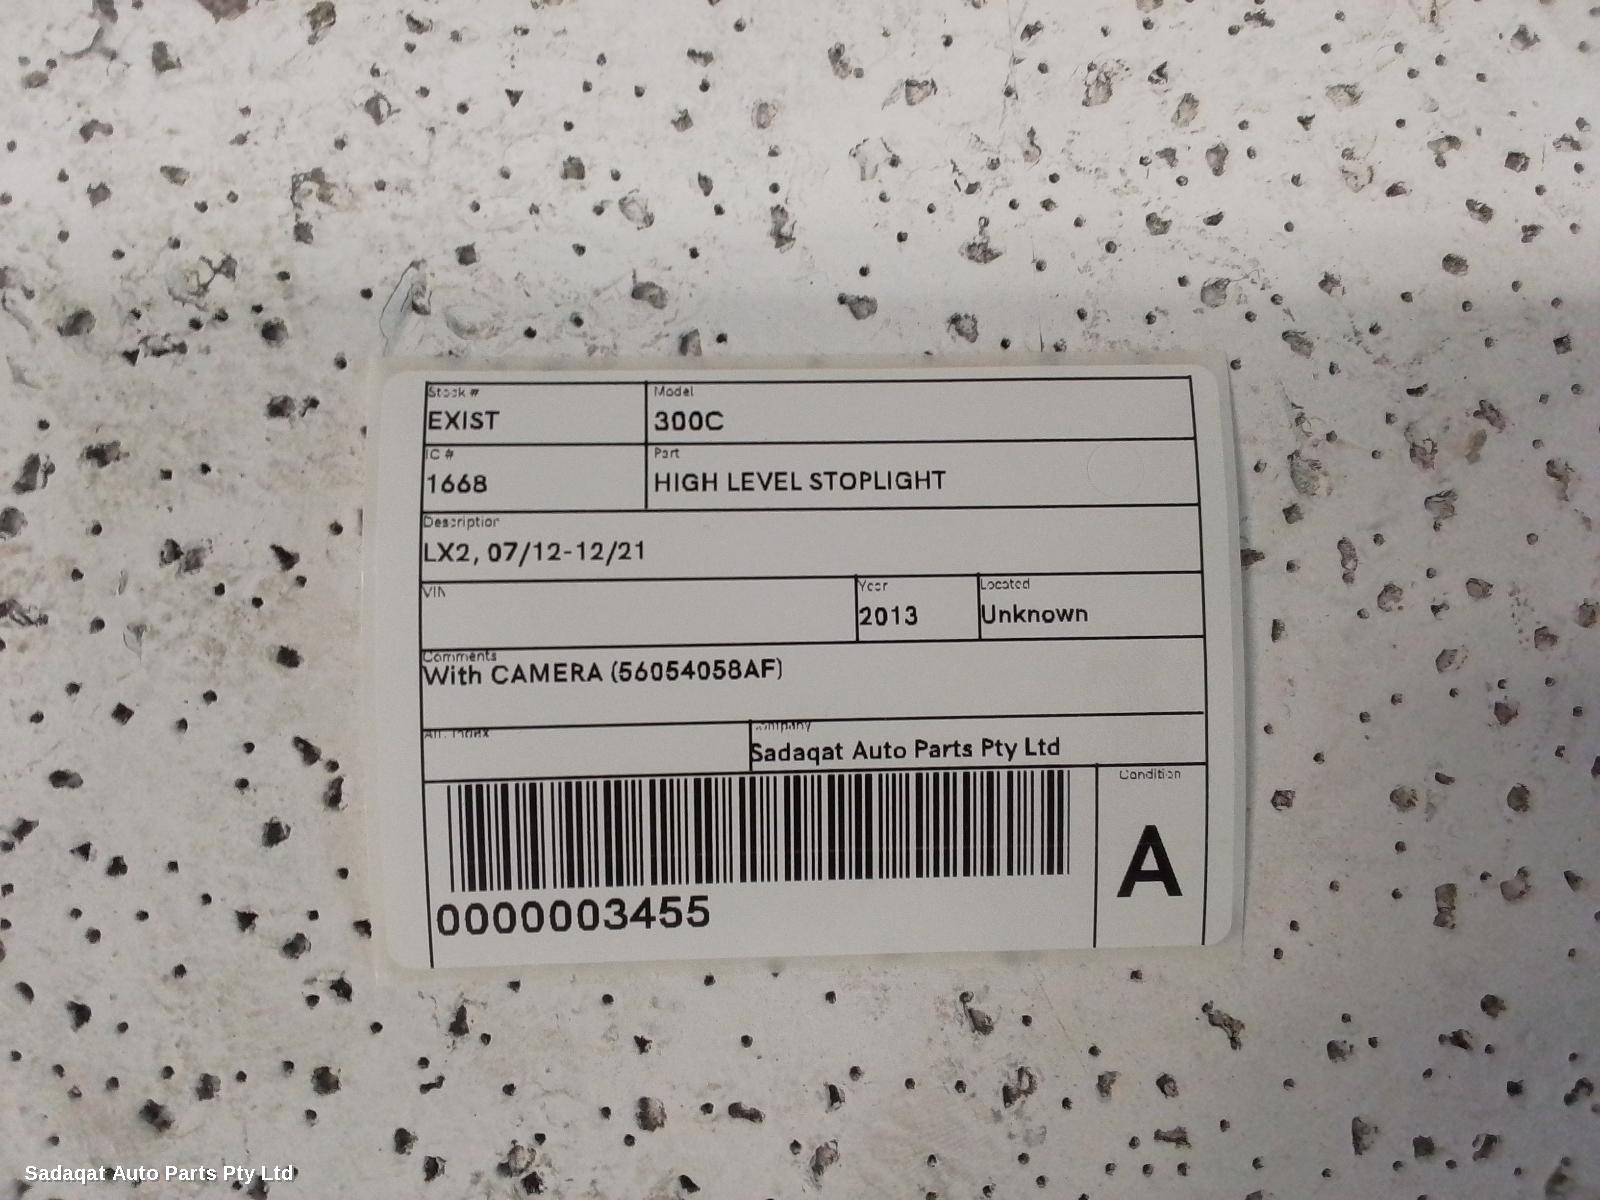 Stock # Model
EXIST 300C
IC # Part
1668 HIGH LEVEL STOPLIGHT
Description
LX2, 07/12-12/21
VIN Year Located
2013 Unknown
Comments
With CAMERA (56054058AF)
Company
Sadaqat Auto Parts Pty Ltd
Condition
A
0000003455
Sadaqat Auto Parts Pty Ltd